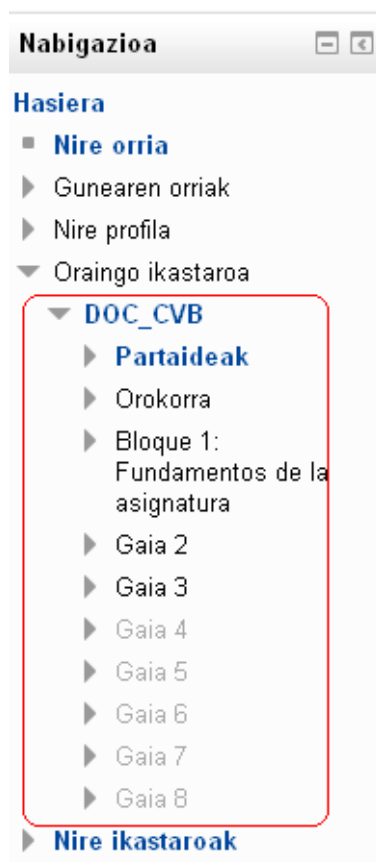 Nabigazioa
Hasiera
Nire orria
Gunearen orriak
Nire profila
Oraingo ikastaroa
DOC_CVB
Partaideak
Orokorra
Bloque 1:
Fundamentos de la
asignatura
Gaia 2
Gaia 3
Gaia 4
Gaia 5
Gaia 6
Gaia 7
Gaia 8
Nire ikastaroak